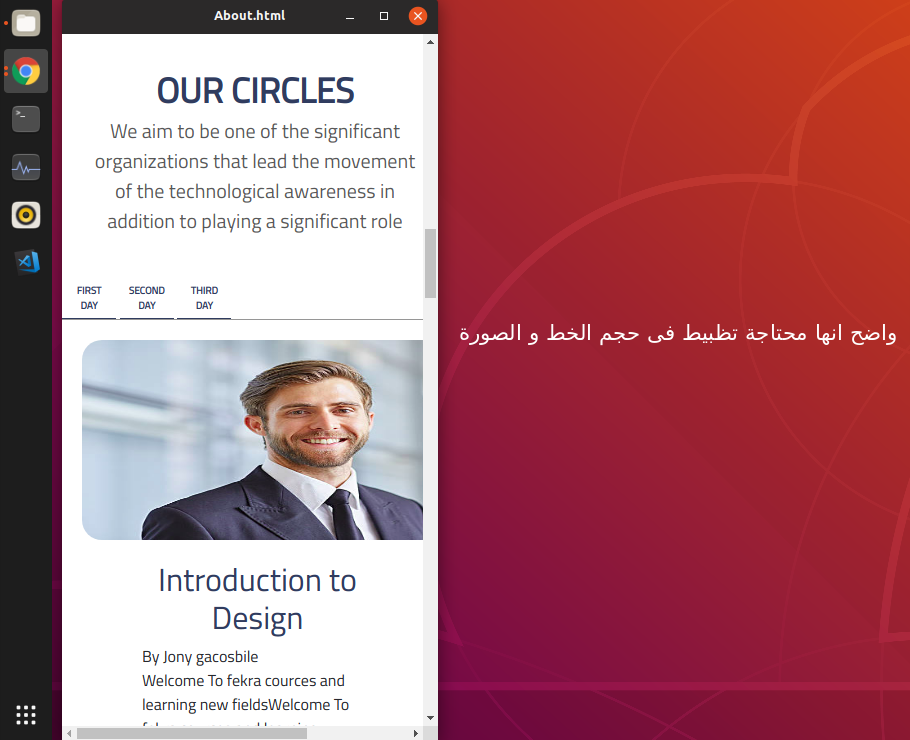 About.html
OUR CIRCLES
We aim to be one of the significant
organizations that lead the movement
of the technological awareness in
addition to playing a significant role
FIRST DAY
SECOND DAY
THIRD DAY
Introduction to
Design
By Jony gacosbile
Welcome To fekra cources and
learning new fieldsWelcome To
واضح انها محتاجة تظبيط فى حجم الخط و الصورة